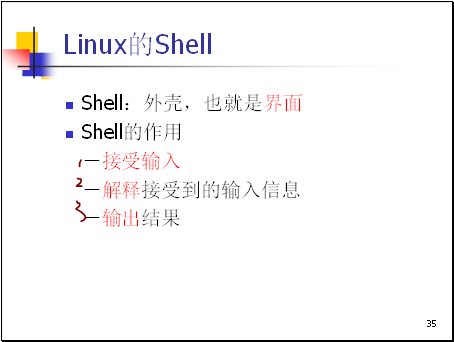 Linux的Shell
Shell：外壳，也就是界面
Shell的作用
1 －接受输入
2 －解释接受到的输入信息
3 －输出结果
35